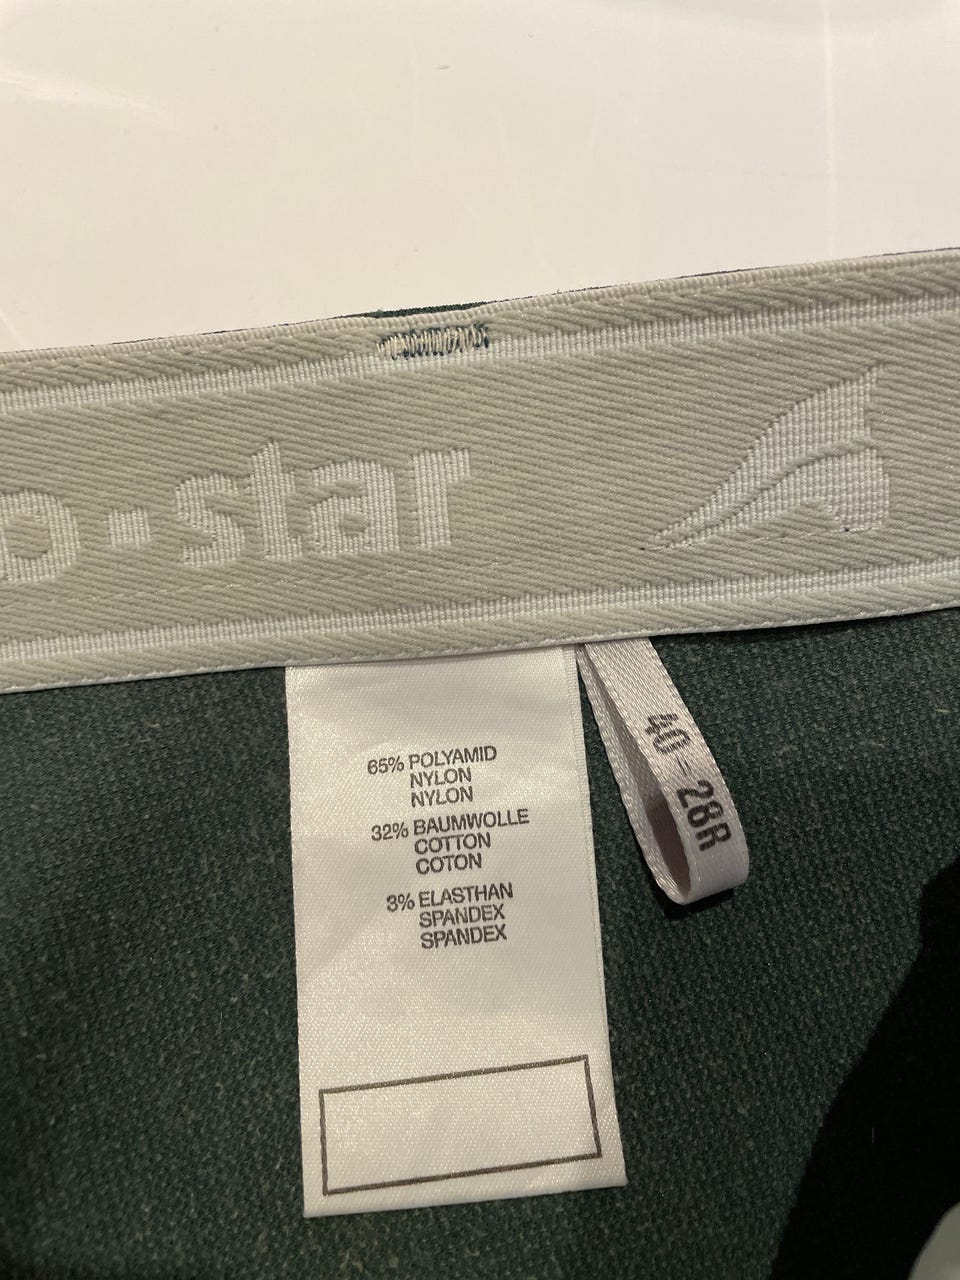 o·star
65% POLYAMID
NYLON
NYLON
32% BAUMWOLLE
COTTON
COTON
3% ELASTHAN
SPANDEX
SPANDEX
40=28R